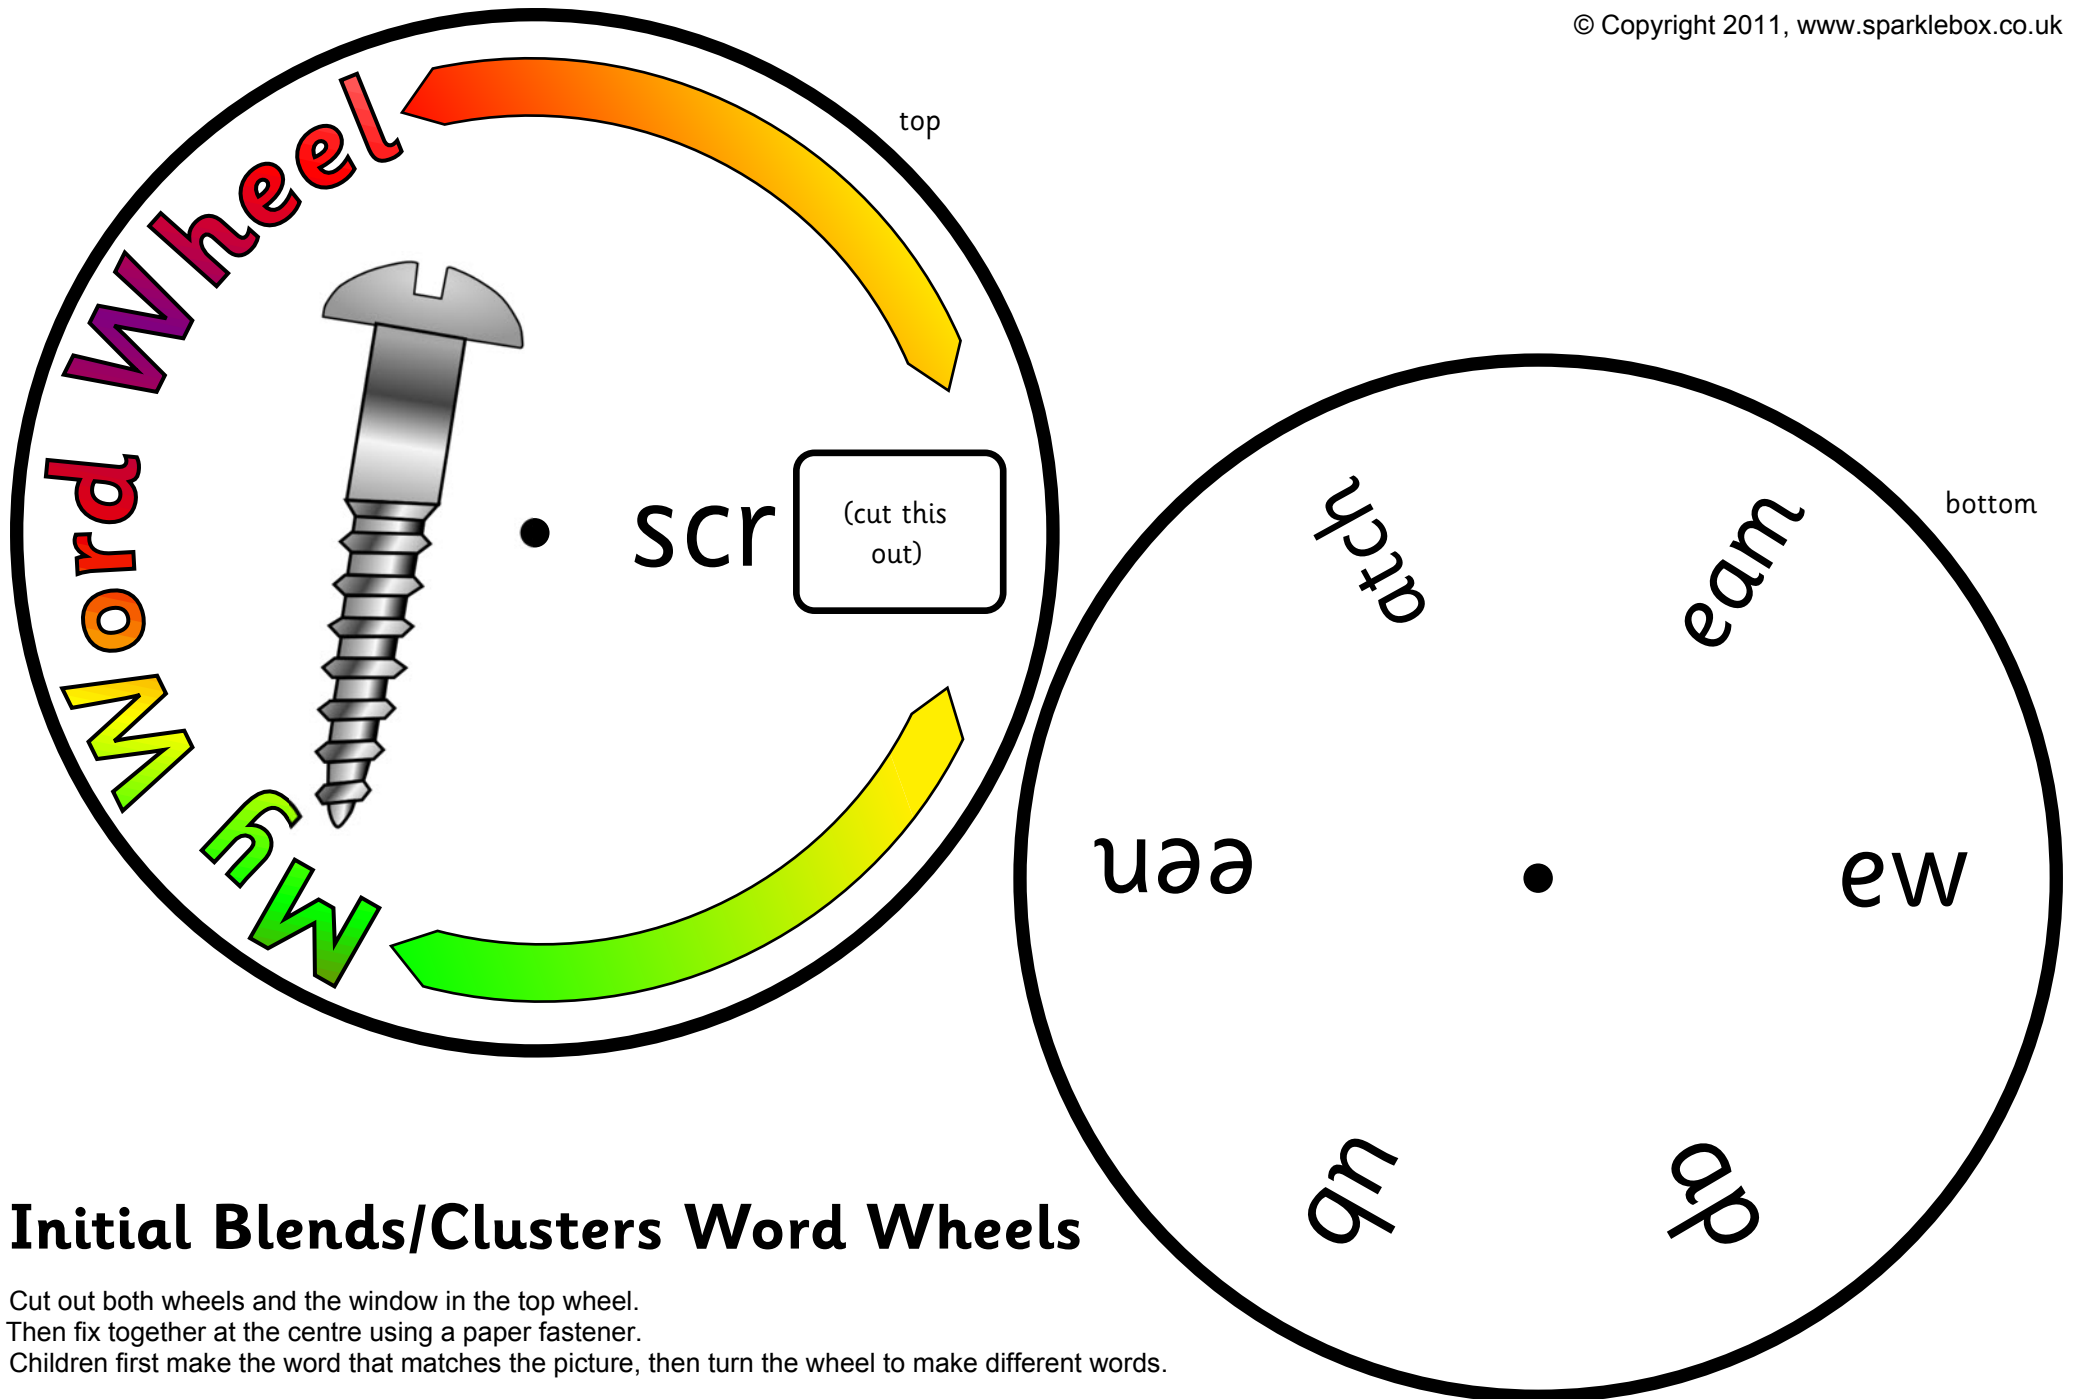 © Copyright 2011, www.sparklebox.co.uk
top
My Word Wheel
scr
(cut this
out)
bottom
atch
eam
een
ew
ub
ap
Initial Blends/Clusters Word Wheels
Cut out both wheels and the window in the top wheel.
Then fix together at the centre using a paper fastener.
Children first make the word that matches the picture, then turn the wheel to make different words.